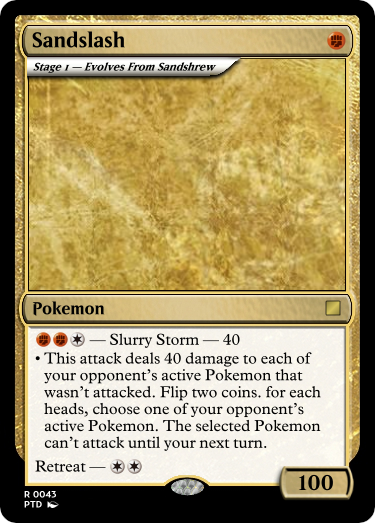 Sandslash
Stage 1 — Evolves From Sandshrew
Pokemon
— Slurry Storm — 40
• This attack deals 40 damage to each of
your opponent's active Pokemon that
wasn't attacked. Flip two coins. for each
heads, choose one of your opponent's
active Pokemon. The selected Pokemon
can't attack until your next turn.
Retreat —
100
R 0043
PTD